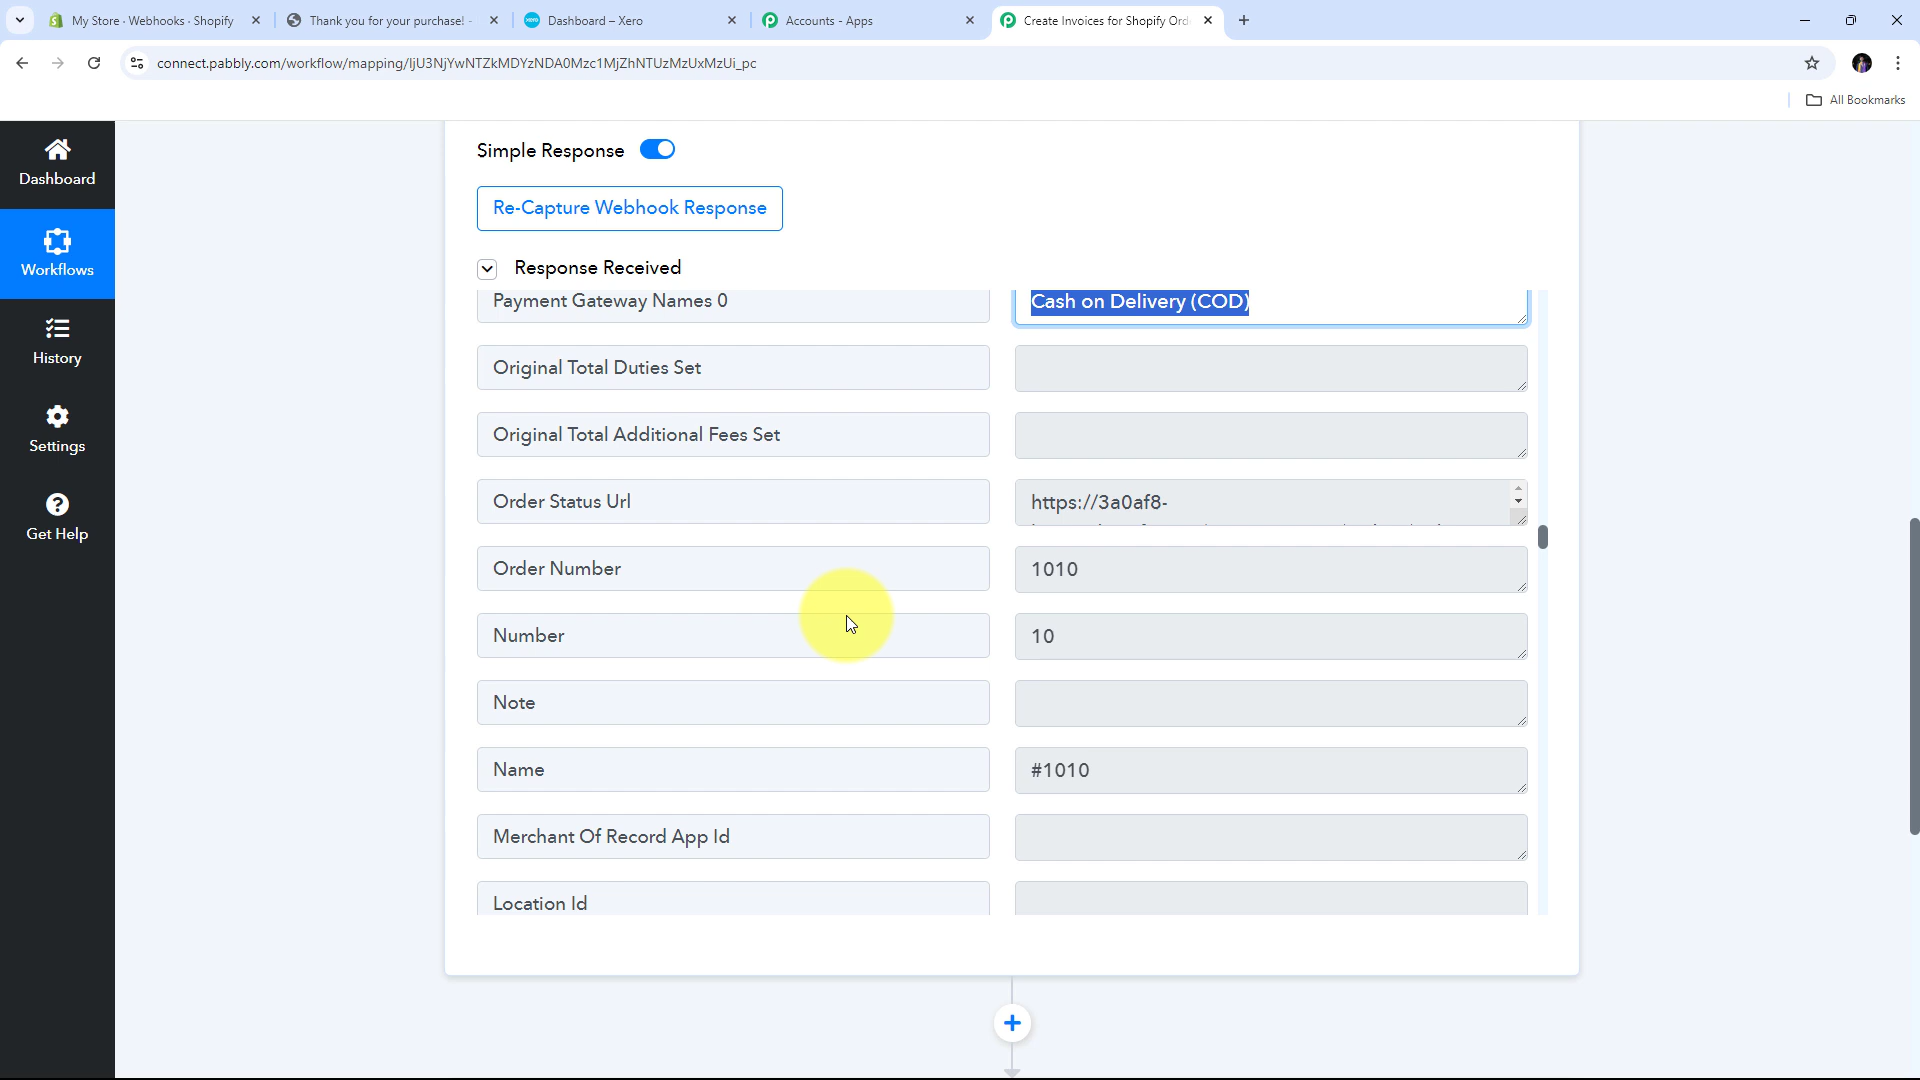 My Store · Webhooks · Shopify
Thank you for your purchase! -
xero
Dashboard – Xero
Accounts - Apps
Create Invoices for Shopify Ord
connect.pabbly.com/workflow/mapping/IjU3NjYwNTZkMDYzNDA0Mzc1MjZhNTUzMzUxMzUi_pc
All Bookmarks
Dashboard
Workflows
History
Settings
Get Help
Simple Response
Re-Capture Webhook Response
Response Received
Payment Gateway Names 0
Cash on Delivery (COD)
Original Total Duties Set
Original Total Additional Fees Set
Order Status Url
https://3a0af8-
Order Number
1010
Number
10
Note
Name
#1010
Merchant Of Record App Id
Location Id